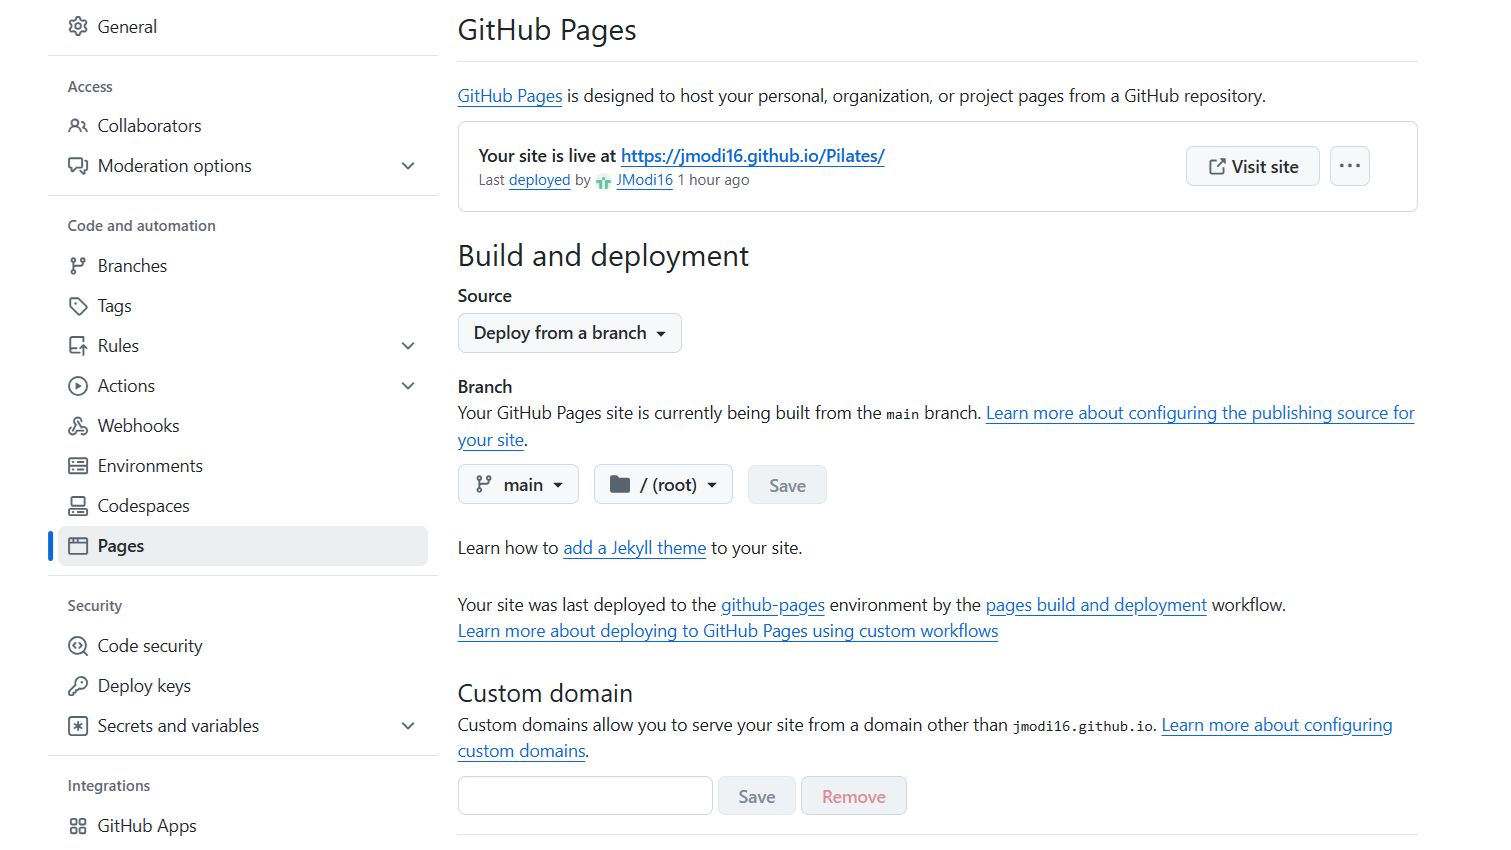 General
Access
Collaborators
Moderation options
Code and automation
Branches
Tags
Rules
Actions
Webhooks
Environments
Codespaces
Pages
Security
Code security
Deploy keys
Secrets and variables
Integrations
GitHub Apps
GitHub Pages
GitHub Pages is designed to host your personal, organization, or project pages from a GitHub repository.
Your site is live at https://jmodi16.github.io/Pilates/
Last deployed by JModi16 1 hour ago
Visit site
Build and deployment
Source
Deploy from a branch
Branch
Your GitHub Pages site is currently being built from the main branch. Learn more about configuring the publishing source for
your site.
main / (root) Save
Learn how to add a Jekyll theme to your site.
Your site was last deployed to the github-pages environment by the pages build and deployment workflow.
Learn more about deploying to GitHub Pages using custom workflows
Custom domain
Custom domains allow you to serve your site from a domain other than jmodi16.github.io. Learn more about configuring
custom domains.
Save Remove